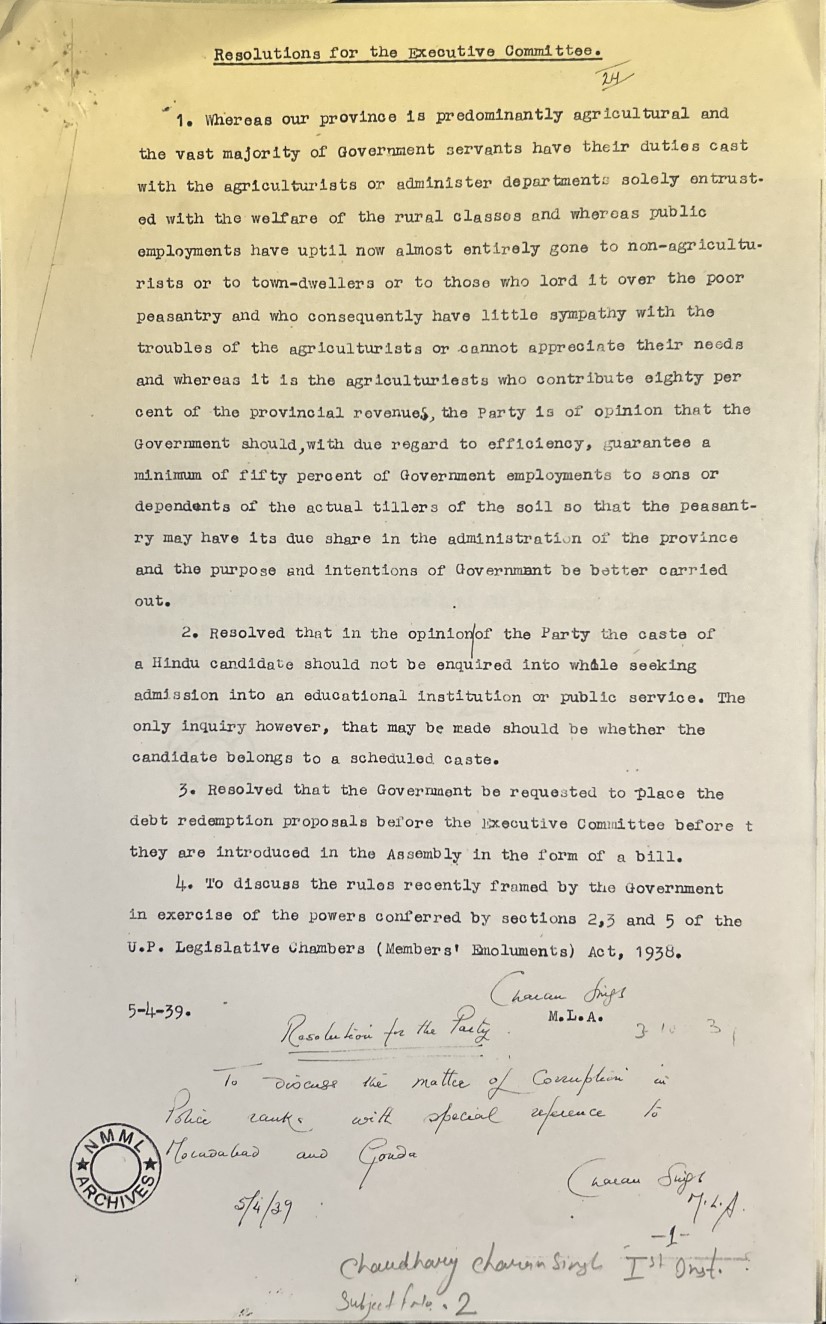 Resolutions for the Executive Committee.
24
1. Whereas our province is predominantly agricultural and
the vast majority of Government servants have their duties cast
with the agriculturists or administer departments solely entrust-
ed with the welfare of the rural classes and whereas public
employments have uptil now almost entirely gone to non-agricultu-
rists or to town-dwellers or to those who lord it over the poor
peasantry and who consequently have little sympathy with the
troubles of the agriculturists or cannot appreciate their needs
and whereas it is the agriculturiests who contribute eighty per
cent of the provincial revenues, the Party is of opinion that the
Government should, with due regard to efficiency, guarantee a
minimum of fifty percent of Government employments to sons or
dependents of the actual tillers of the soil so that the peasant-
ry may have its due share in the administration of the province
and the purpose and intentions of Governmant be better carried
out.
2. Resolved that in the opinion/of the Party the caste of
a Hindu candidate should not be enquired into while seeking
admission into an educational institution or public service. The
only inquiry however, that may be made should be whether the
candidate belongs to a scheduled caste.
3. Resolved that the Government be requested to place the
debt redemption proposals before the Executive Committee before t
they are introduced in the Assembly in the form of a bill.
4. To discuss the rules recently framed by the Government
in exercise of the powers conferred by sections 2,3 and 5 of the
U.P. Legislative Chambers (Members' Emoluments) Act, 1938.
Charan Singh
5-4-39.
M.L.A.
Resolution for the Party.
To discuss the matter of Corruption in
Police ranks with special reference to
Moradabad and Gonda
Charan Singh
M.L.A.
5/4/39
NMML ARCHIVES
-1-
Chaudhary Charan Singh Ist Inst.
Subject File. 2